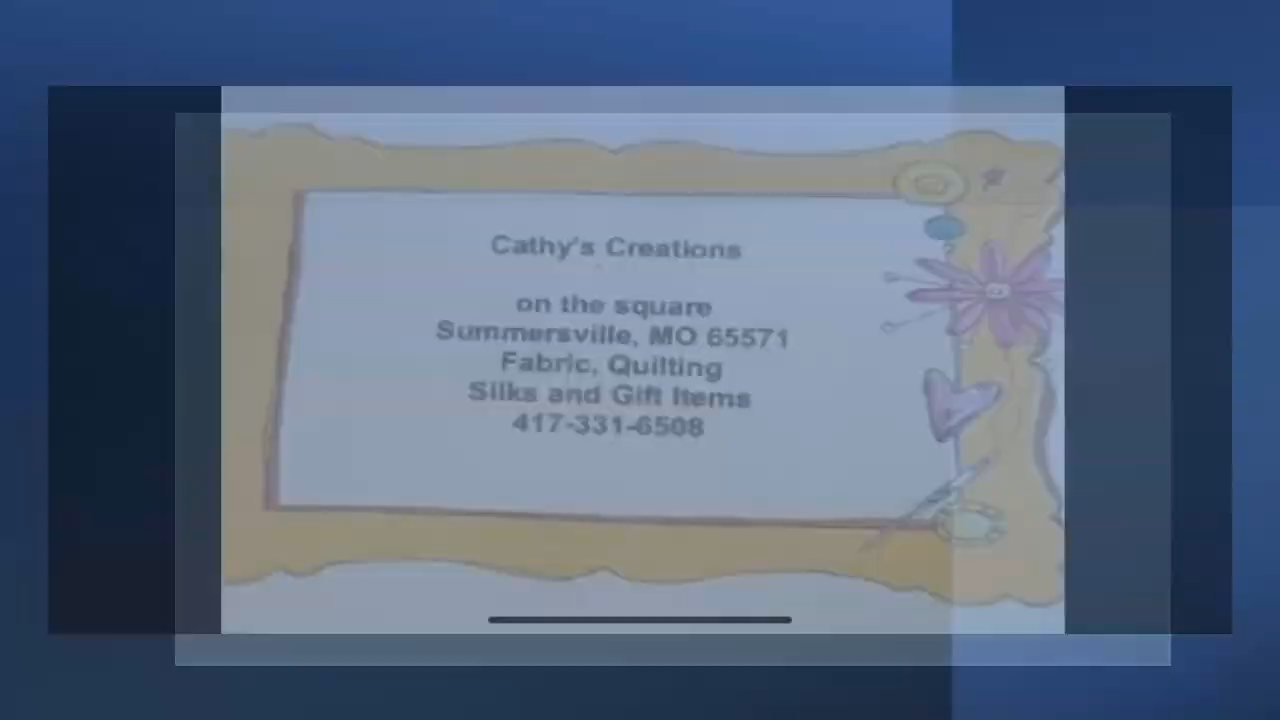 Cathy's Creations
on the square
Summersville, MO 65571
Fabric, Quilting
Silks and Gift Items
417-331-6508